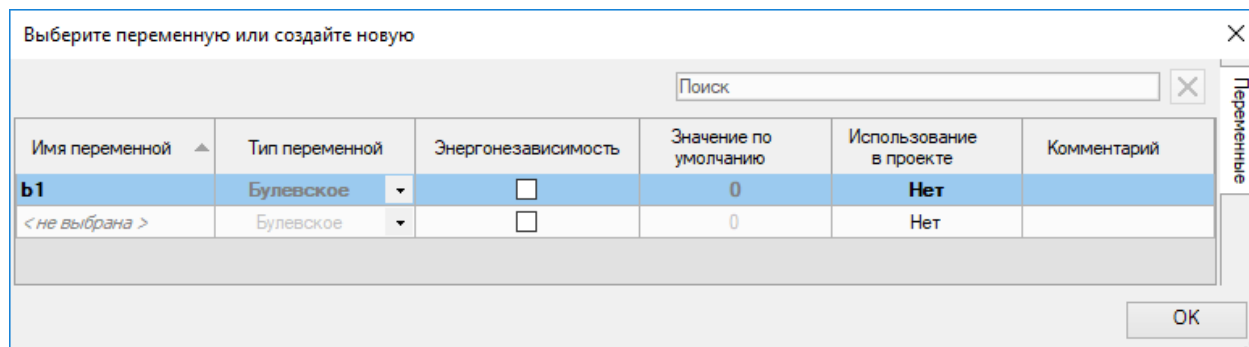 Выберите переменную или создайте новую
Поиск
Переменные
Имя переменной Тип переменной Энергонезависимость Значение по умолчанию Использование в проекте Комментарий
b1 Булевское 0 Нет
<не выбрана> Булевское 0 Нет
OK